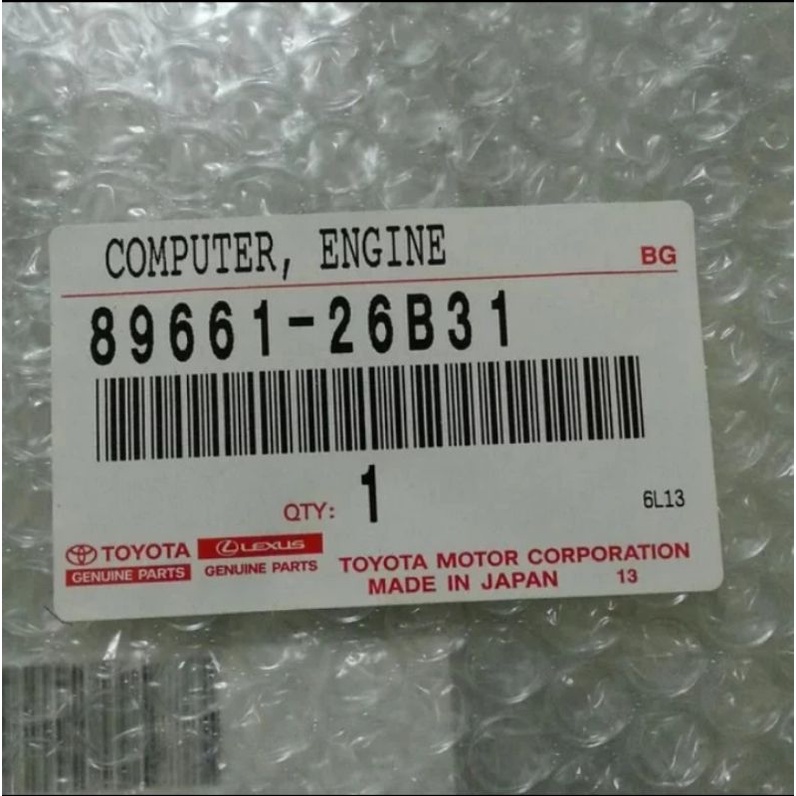 COMPUTER, ENGINE
BG
89661-26B31
QTY: 1
6L13
TOYOTA
GENUINE PARTS
LEXUS
GENUINE PARTS
TOYOTA MOTOR CORPORATION
MADE IN JAPAN 13